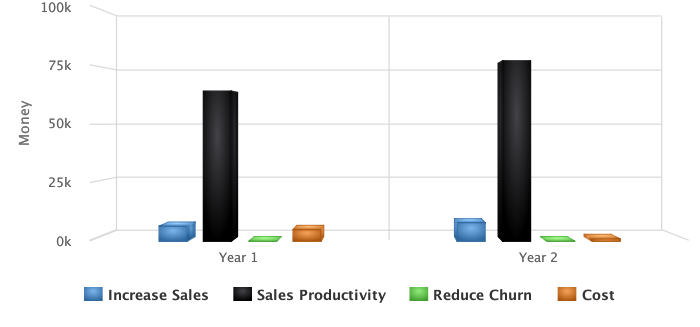 100k
75k
50k
25k
0k
Money
Year 1
Year 2
Increase Sales
Sales Productivity
Reduce Churn
Cost